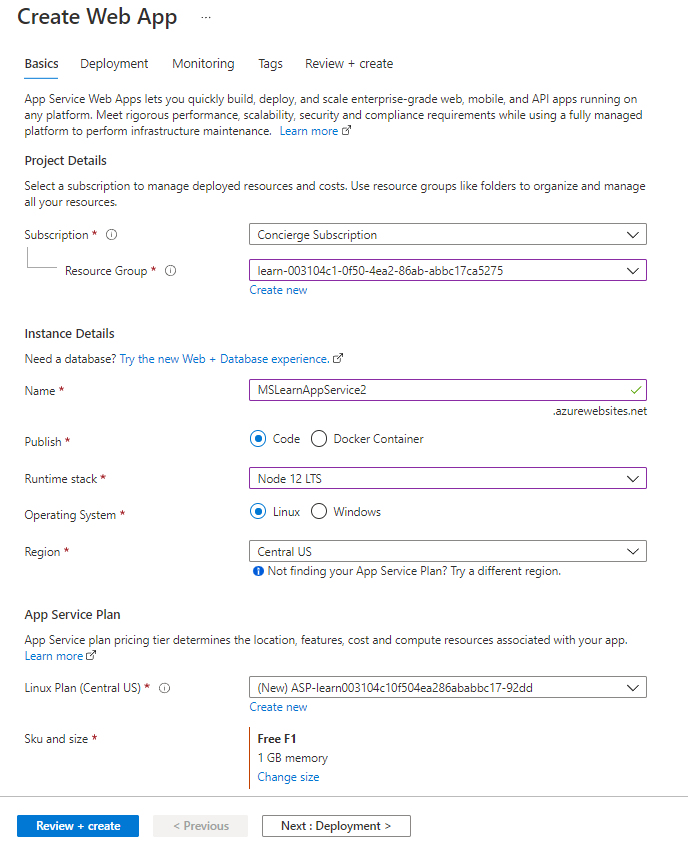 Create Web App ...
Basics Deployment Monitoring Tags Review + create
App Service Web Apps lets you quickly build, deploy, and scale enterprise-grade web, mobile, and API apps running on
any platform. Meet rigorous performance, scalability, security and compliance requirements while using a fully managed
platform to perform infrastructure maintenance. Learn more
Project Details
Select a subscription to manage deployed resources and costs. Use resource groups like folders to organize and manage
all your resources.
Subscription * Concierge Subscription
Resource Group * learn-003104c1-0f50-4ea2-86ab-abbc17ca5275
Create new
Instance Details
Need a database? Try the new Web + Database experience.
Name * MSLearnAppService2
.azurewebsites.net
Publish * Code Docker Container
Runtime stack * Node 12 LTS
Operating System * Linux Windows
Region * Central US
Not finding your App Service Plan? Try a different region.
App Service Plan
App Service plan pricing tier determines the location, features, cost and compute resources associated with your app.
Learn more
Linux Plan (Central US) * (New) ASP-learn003104c10f504ea286ababbc17-92dd
Create new
Sku and size * Free F1
1 GB memory
Change size
Review + create < Previous Next : Deployment >